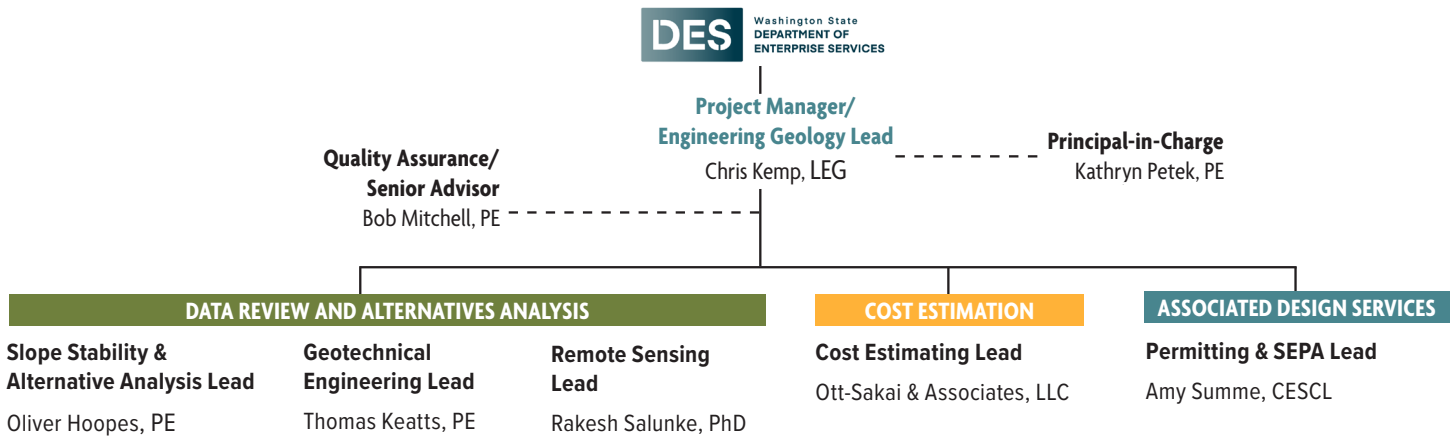 DES
Washington State
DEPARTMENT OF
ENTERPRISE SERVICES
Project Manager/
Engineering Geology Lead
Chris Kemp, LEG
Principal-in-Charge
Kathryn Petek, PE
Quality Assurance/
Senior Advisor
Bob Mitchell, PE
DATA REVIEW AND ALTERNATIVES ANALYSIS
Slope Stability &
Alternative Analysis Lead
Oliver Hoopes, PE
Geotechnical
Engineering Lead
Thomas Keatts, PE
Remote Sensing
Lead
Rakesh Salunke, PhD
COST ESTIMATION
Cost Estimating Lead
Ott-Sakai & Associates, LLC
ASSOCIATED DESIGN SERVICES
Permitting & SEPA Lead
Amy Summe, CESCL